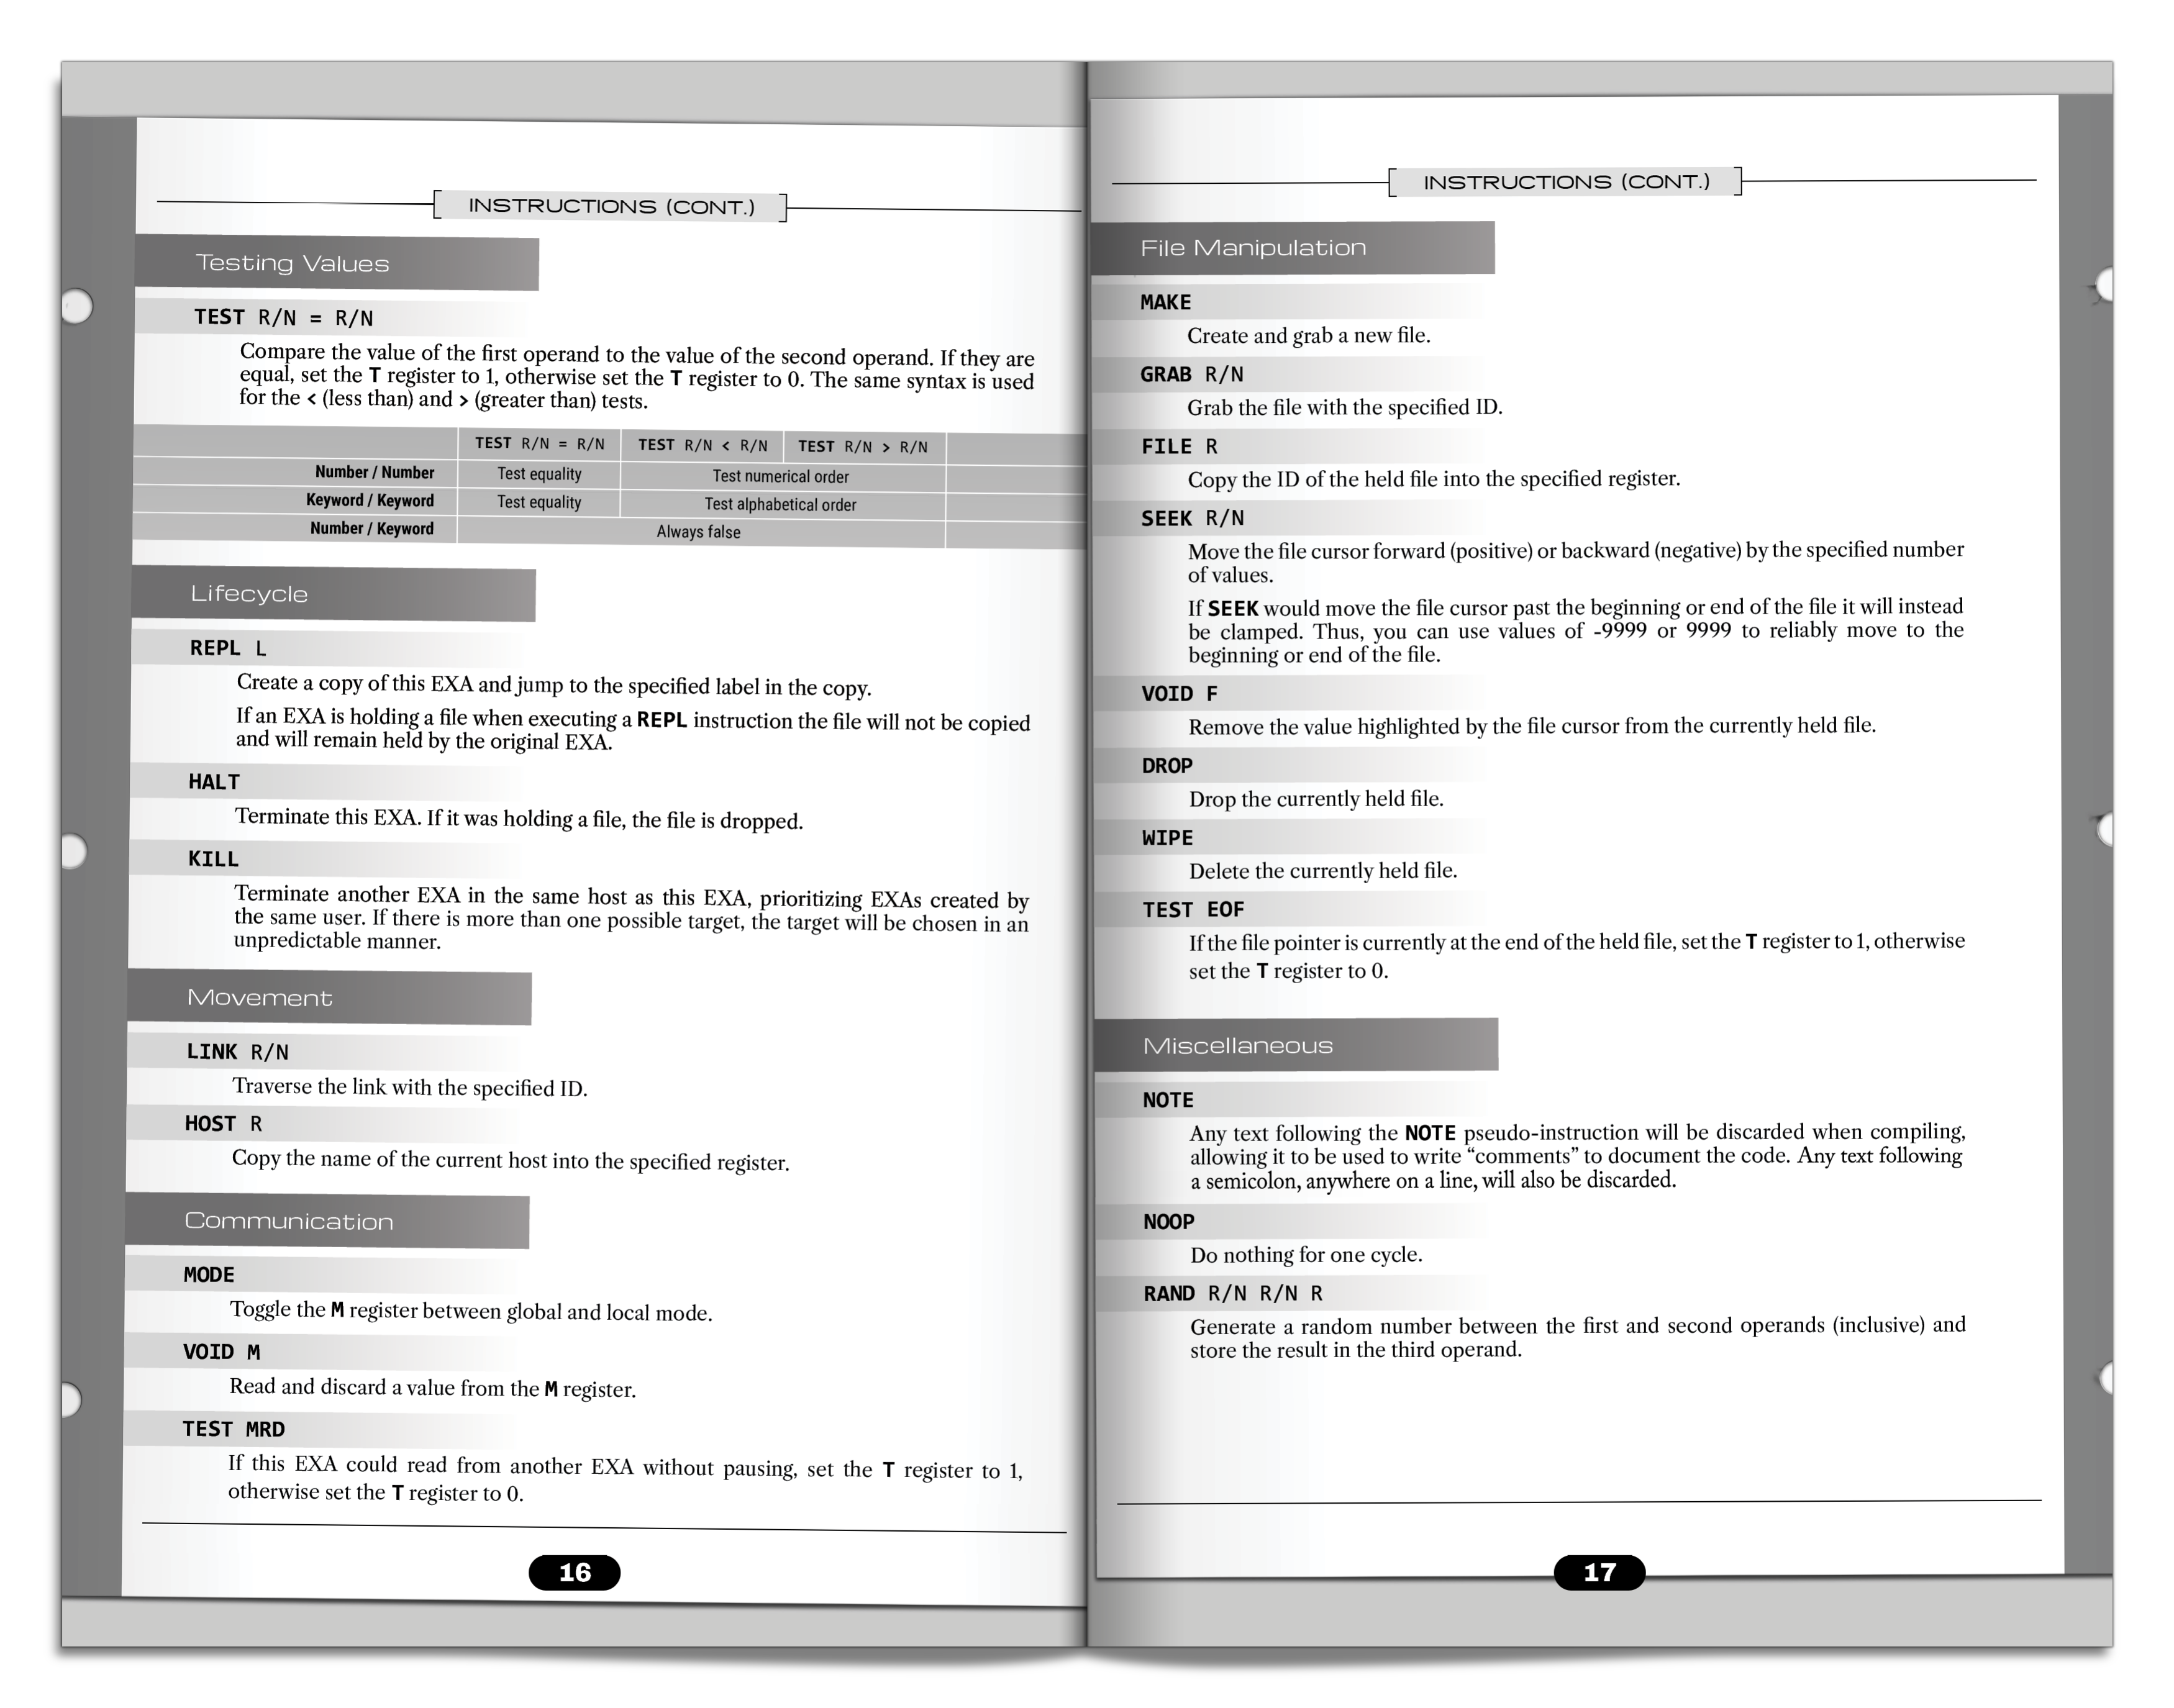 INSTRUCTIONS (CONT.)
Testing Values
TEST R/N = R/N
Compare the value of the first operand to the value of the second operand. If they are
equal, set the T register to 1, otherwise set the T register to 0. The same syntax is used
for the < (less than) and > (greater than) tests.
TEST R/N = R/N TEST R/N < R/N TEST R/N > R/N
Number / Number Test equality Test numerical order
Keyword / Keyword Test equality Test alphabetical order
Number / Keyword Always false
Lifecycle
REPL L
Create a copy of this EXA and jump to the specified label in the copy.
If an EXA is holding a file when executing a REPL instruction the file will not be copied
and will remain held by the original EXA.
HALT
Terminate this EXA. If it was holding a file, the file is dropped.
KILL
Terminate another EXA in the same host as this EXA, prioritizing EXAs created by
the same user. If there is more than one possible target, the target will be chosen in an
unpredictable manner.
Movement
LINK R/N
Traverse the link with the specified ID.
HOST R
Copy the name of the current host into the specified register.
Communication
MODE
Toggle the M register between global and local mode.
VOID M
Read and discard a value from the M register.
TEST MRD
If this EXA could read from another EXA without pausing, set the T register to 1,
otherwise set the T register to 0.
16
INSTRUCTIONS (CONT.)
File Manipulation
MAKE
Create and grab a new file.
GRAB R/N
Grab the file with the specified ID.
FILE R
Copy the ID of the held file into the specified register.
SEEK R/N
Move the file cursor forward (positive) or backward (negative) by the specified number
of values.
If SEEK would move the file cursor past the beginning or end of the file it will instead
be clamped. Thus, you can use values of -9999 or 9999 to reliably move to the
beginning or end of the file.
VOID F
Remove the value highlighted by the file cursor from the currently held file.
DROP
Drop the currently held file.
WIPE
Delete the currently held file.
TEST EOF
If the file pointer is currently at the end of the held file, set the T register to 1, otherwise
set the T register to 0.
Miscellaneous
NOTE
Any text following the NOTE pseudo-instruction will be discarded when compiling,
allowing it to be used to write “comments” to document the code. Any text following
a semicolon, anywhere on a line, will also be discarded.
NOOP
Do nothing for one cycle.
RAND R/N R/N R
Generate a random number between the first and second operands (inclusive) and
store the result in the third operand.
17